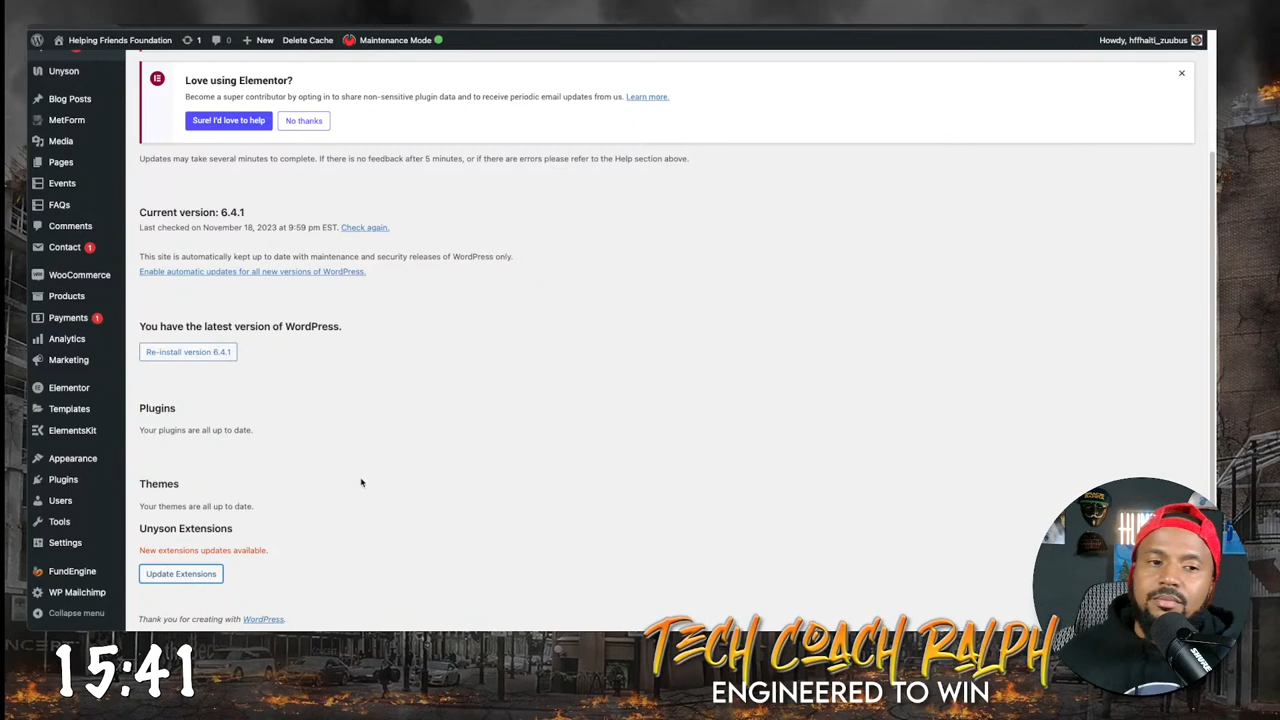 Helping Friends Foundation
1
0
New
Delete Cache
Maintenance Mode
Howdy, hffhaiti_zuubus
Unyson
Blog Posts
MetForm
Media
Pages
Events
FAQs
Comments
Contact 1
WooCommerce
Products
Payments 1
Analytics
Marketing
Elementor
Templates
ElementsKit
Appearance
Plugins
Users
Tools
Settings
FundEngine
WP Mailchimp
Collapse menu
Love using Elementor?
Become a super contributor by opting in to share non-sensitive plugin data and to receive periodic email updates from us. Learn more.
Sure! I'd love to help
No thanks
Updates may take several minutes to complete. If there is no feedback after 5 minutes, or if there are errors please refer to the Help section above.
Current version: 6.4.1
Last checked on November 18, 2023 at 9:59 pm EST. Check again.
This site is automatically kept up to date with maintenance and security releases of WordPress only.
Enable automatic updates for all new versions of WordPress.
You have the latest version of WordPress.
Re-install version 6.4.1
Plugins
Your plugins are all up to date.
Themes
Your themes are all up to date.
Unyson Extensions
New extensions updates available.
Update Extensions
Thank you for creating with WordPress.
15:41
TECH COACH RALPH
ENGINEERED TO WIN
SHURE